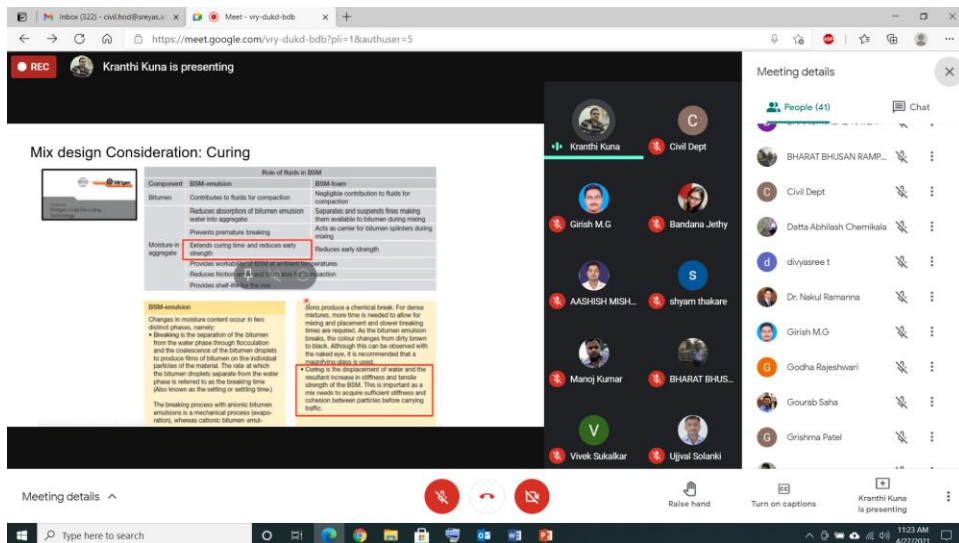 Inbox (322) - civil.hod@sreyas.a
Meet - vry-dukd-bdb
https://meet.google.com/vry-dukd-bdb?pli=1&authuser=5
REC
Kranthi Kuna is presenting
Mix design Consideration: Curing
Wirtgen Cold Recycling
Technology
Role of fluids in BSM
Component BSM-emulsion BSM-foam
Bitumen Contributes to fluids for compaction Negligible contribution to fluids for
compaction
Reduces absorption of bitumen emulsion Separates and suspends fines making
water into aggregate them available to bitumen during mixing
Prevents premature breaking Acts as carrier for bitumen splinters during
mixing
Moisture in
aggregate
Extends curing time and reduces early
strength
Reduces early strength
Provides workability of BSM at ambient temperatures
Reduces friction
Provides shelf-life for the mix
BSM-emulsion
Changes in moisture content occur in two
distinct phases, namely:
• Breaking is the separation of the bitumen
from the water phase through flocculation
and the coalescence of the bitumen droplets
to produce films of bitumen on the individual
particles of the material. The rate at which
the bitumen droplets separate from the water
phase is referred to as the breaking time
(Also known as the setting or settling time.)
The breaking process with anionic bitumen
emulsions is a mechanical process (evapo-
ration), whereas cationic bitumen emul-
sions produce a chemical break. For dense
mixtures, more time is needed to allow for
mixing and placement and slower breaking
times are required. As the bitumen emulsion
breaks, the colour changes from dirty brown
to black. Although this can be observed with
the naked eye, it is recommended that a
magnifying glass is used.
• Curing is the displacement of water and the
resultant increase in stiffness and tensile
strength of the BSM. This is important as a
mix needs to acquire sufficient stiffness and
cohesion between particles before carrying
traffic.
Kranthi Kuna
C
Civil Dept
Girish M.G
Bandana Jethy
AASHISH MISH...
S
shyam thakare
Manoj Kumar
BHARAT BHUS...
V
Vivek Sukalkar
Ujjval Solanki
Meeting details
People (41)
Chat
BHARAT BHUSAN RAMP...
C
Civil Dept
Datta Abhilash Chemikala
d
divyasree t
Dr. Nakul Ramanna
Girish M.G
G
Godha Rajeshwari
Gourab Saha
G
Grishma Patel
Meeting details
Raise hand
Turn on captions
Kranthi Kuna
is presenting
Type here to search
11:23 AM
4/27/2021